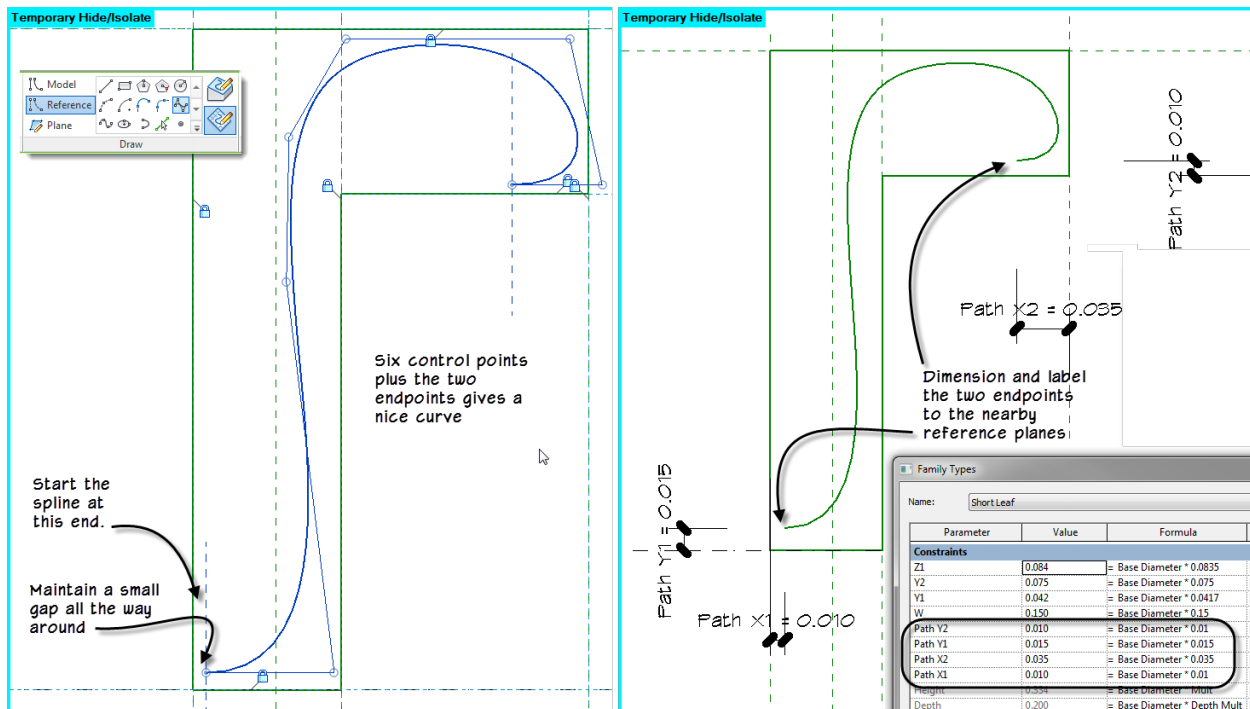 Temporary Hide/Isolate
Model
Reference
Plane
Draw
Six control points
plus the two
endpoints gives a
nice curve
Start the
spline at
this end.
Maintain a small
gap all the way
around
Temporary Hide/Isolate
Path Y2 = 0.010
Path X2 = 0.035
Dimension and label
the two endpoints
to the nearby
reference planes
Path Y1 = 0.015
Path X1 = 0.010
Family Types
Name: Short Leaf
Parameter Value Formula
Constraints
Z1 0.084 = Base Diameter * 0.0835
Y2 0.075 = Base Diameter * 0.075
Y1 0.042 = Base Diameter * 0.0417
W 0.150 = Base Diameter * 0.15
Path Y2 0.010 = Base Diameter * 0.01
Path Y1 0.015 = Base Diameter * 0.015
Path X2 0.035 = Base Diameter * 0.035
Path X1 0.010 = Base Diameter * 0.01
Height 0.334 = Base Diameter * Mult
Depth 0.200 = Base Diameter * Depth Mult